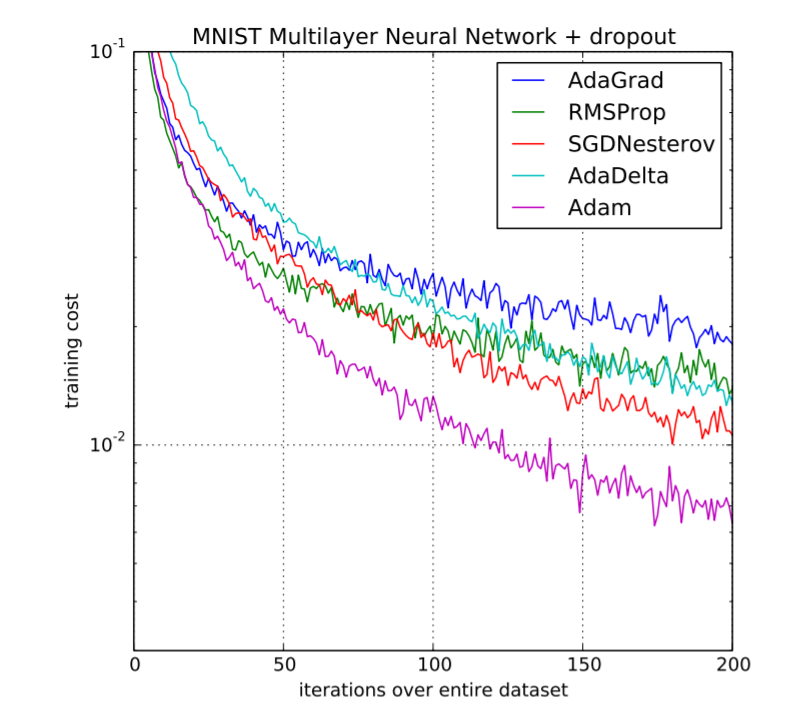 MNIST Multilayer Neural Network + dropout
10^-1
AdaGrad
RMSProp
SGDNesterov
AdaDelta
Adam
training cost
10^-2
0 50 100 150 200
iterations over entire dataset